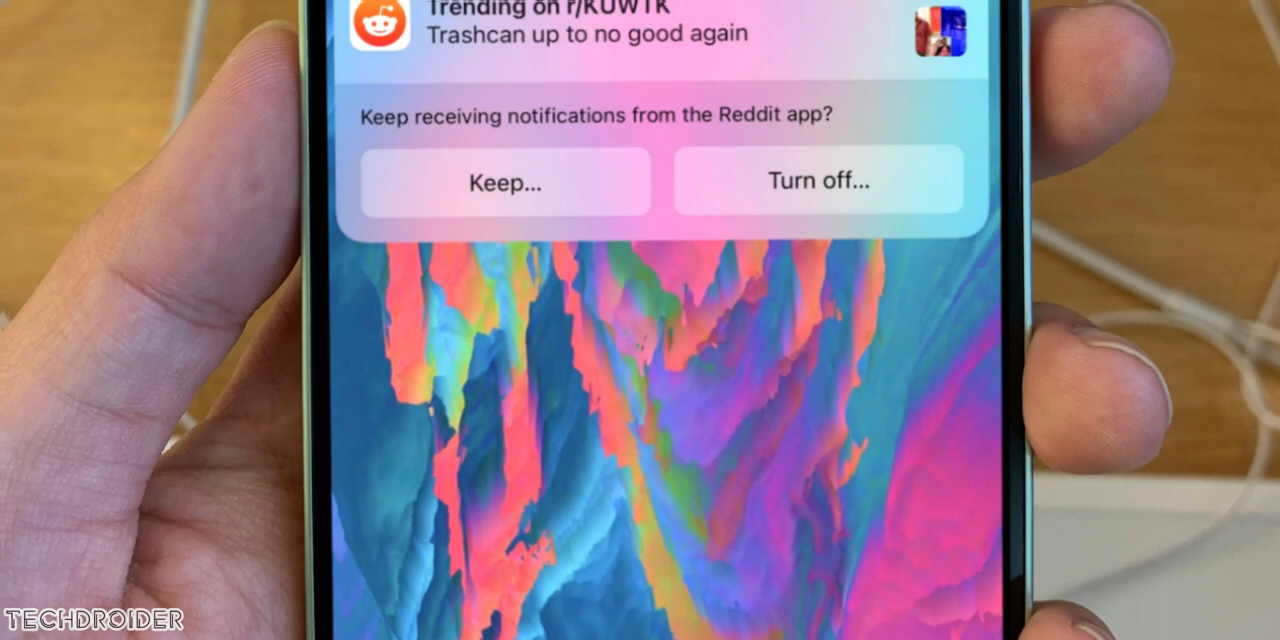 Trending on r/KUWTK
Trashcan up to no good again
Keep receiving notifications from the Reddit app?
Keep...
Turn off...
TECHDROIDER